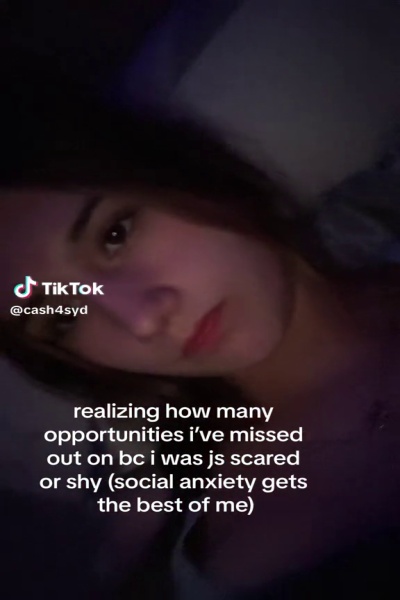 TikTok
@cash4syd
realizing how many
opportunities i've missed
out on bc i was js scared
or shy (social anxiety gets
the best of me)